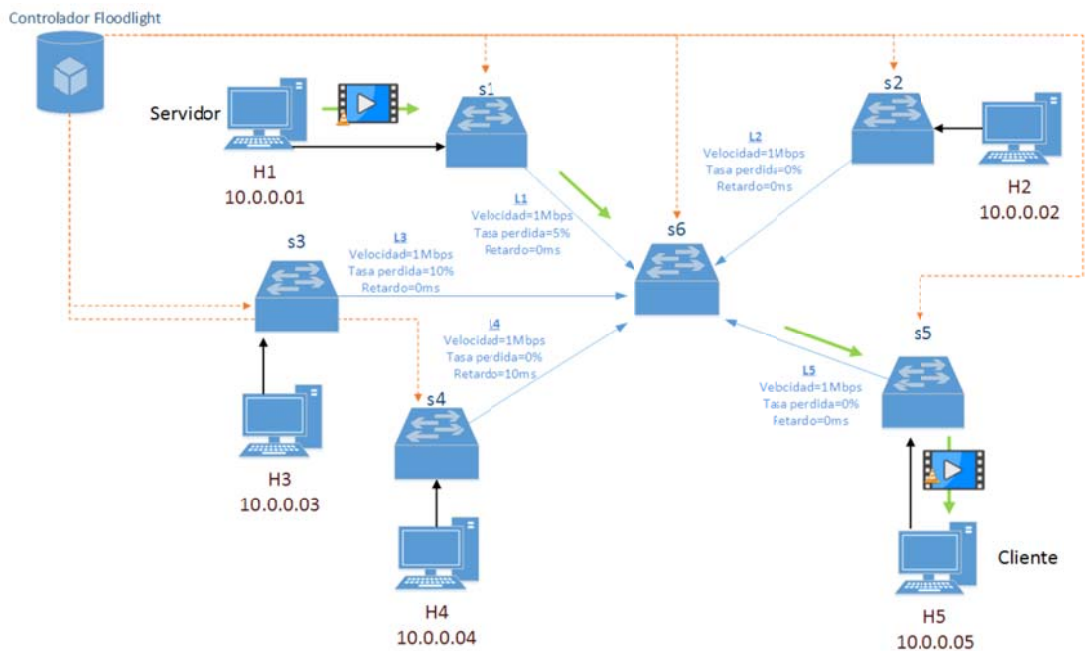 Controlador Floodlight
Servidor
H1
10.0.0.01
s1
s2
H2
10.0.0.02
L2
Velocidad=1Mbps
Tasa perdida=0%
Retardo=0ms
L1
Velocidad=1Mbps
Tasa perdida=5%
Retardo=0ms
s3
L3
Velocidad=1Mbps
Tasa perdida=10%
Retardo=0ms
s6
L4
Velocidad=1Mbps
Tasa perdida=0%
Retardo=10ms
s4
s5
L5
Velocidad=1Mbps
Tasa perdida=0%
Retardo=0ms
H3
10.0.0.03
H4
10.0.0.04
Cliente
H5
10.0.0.05